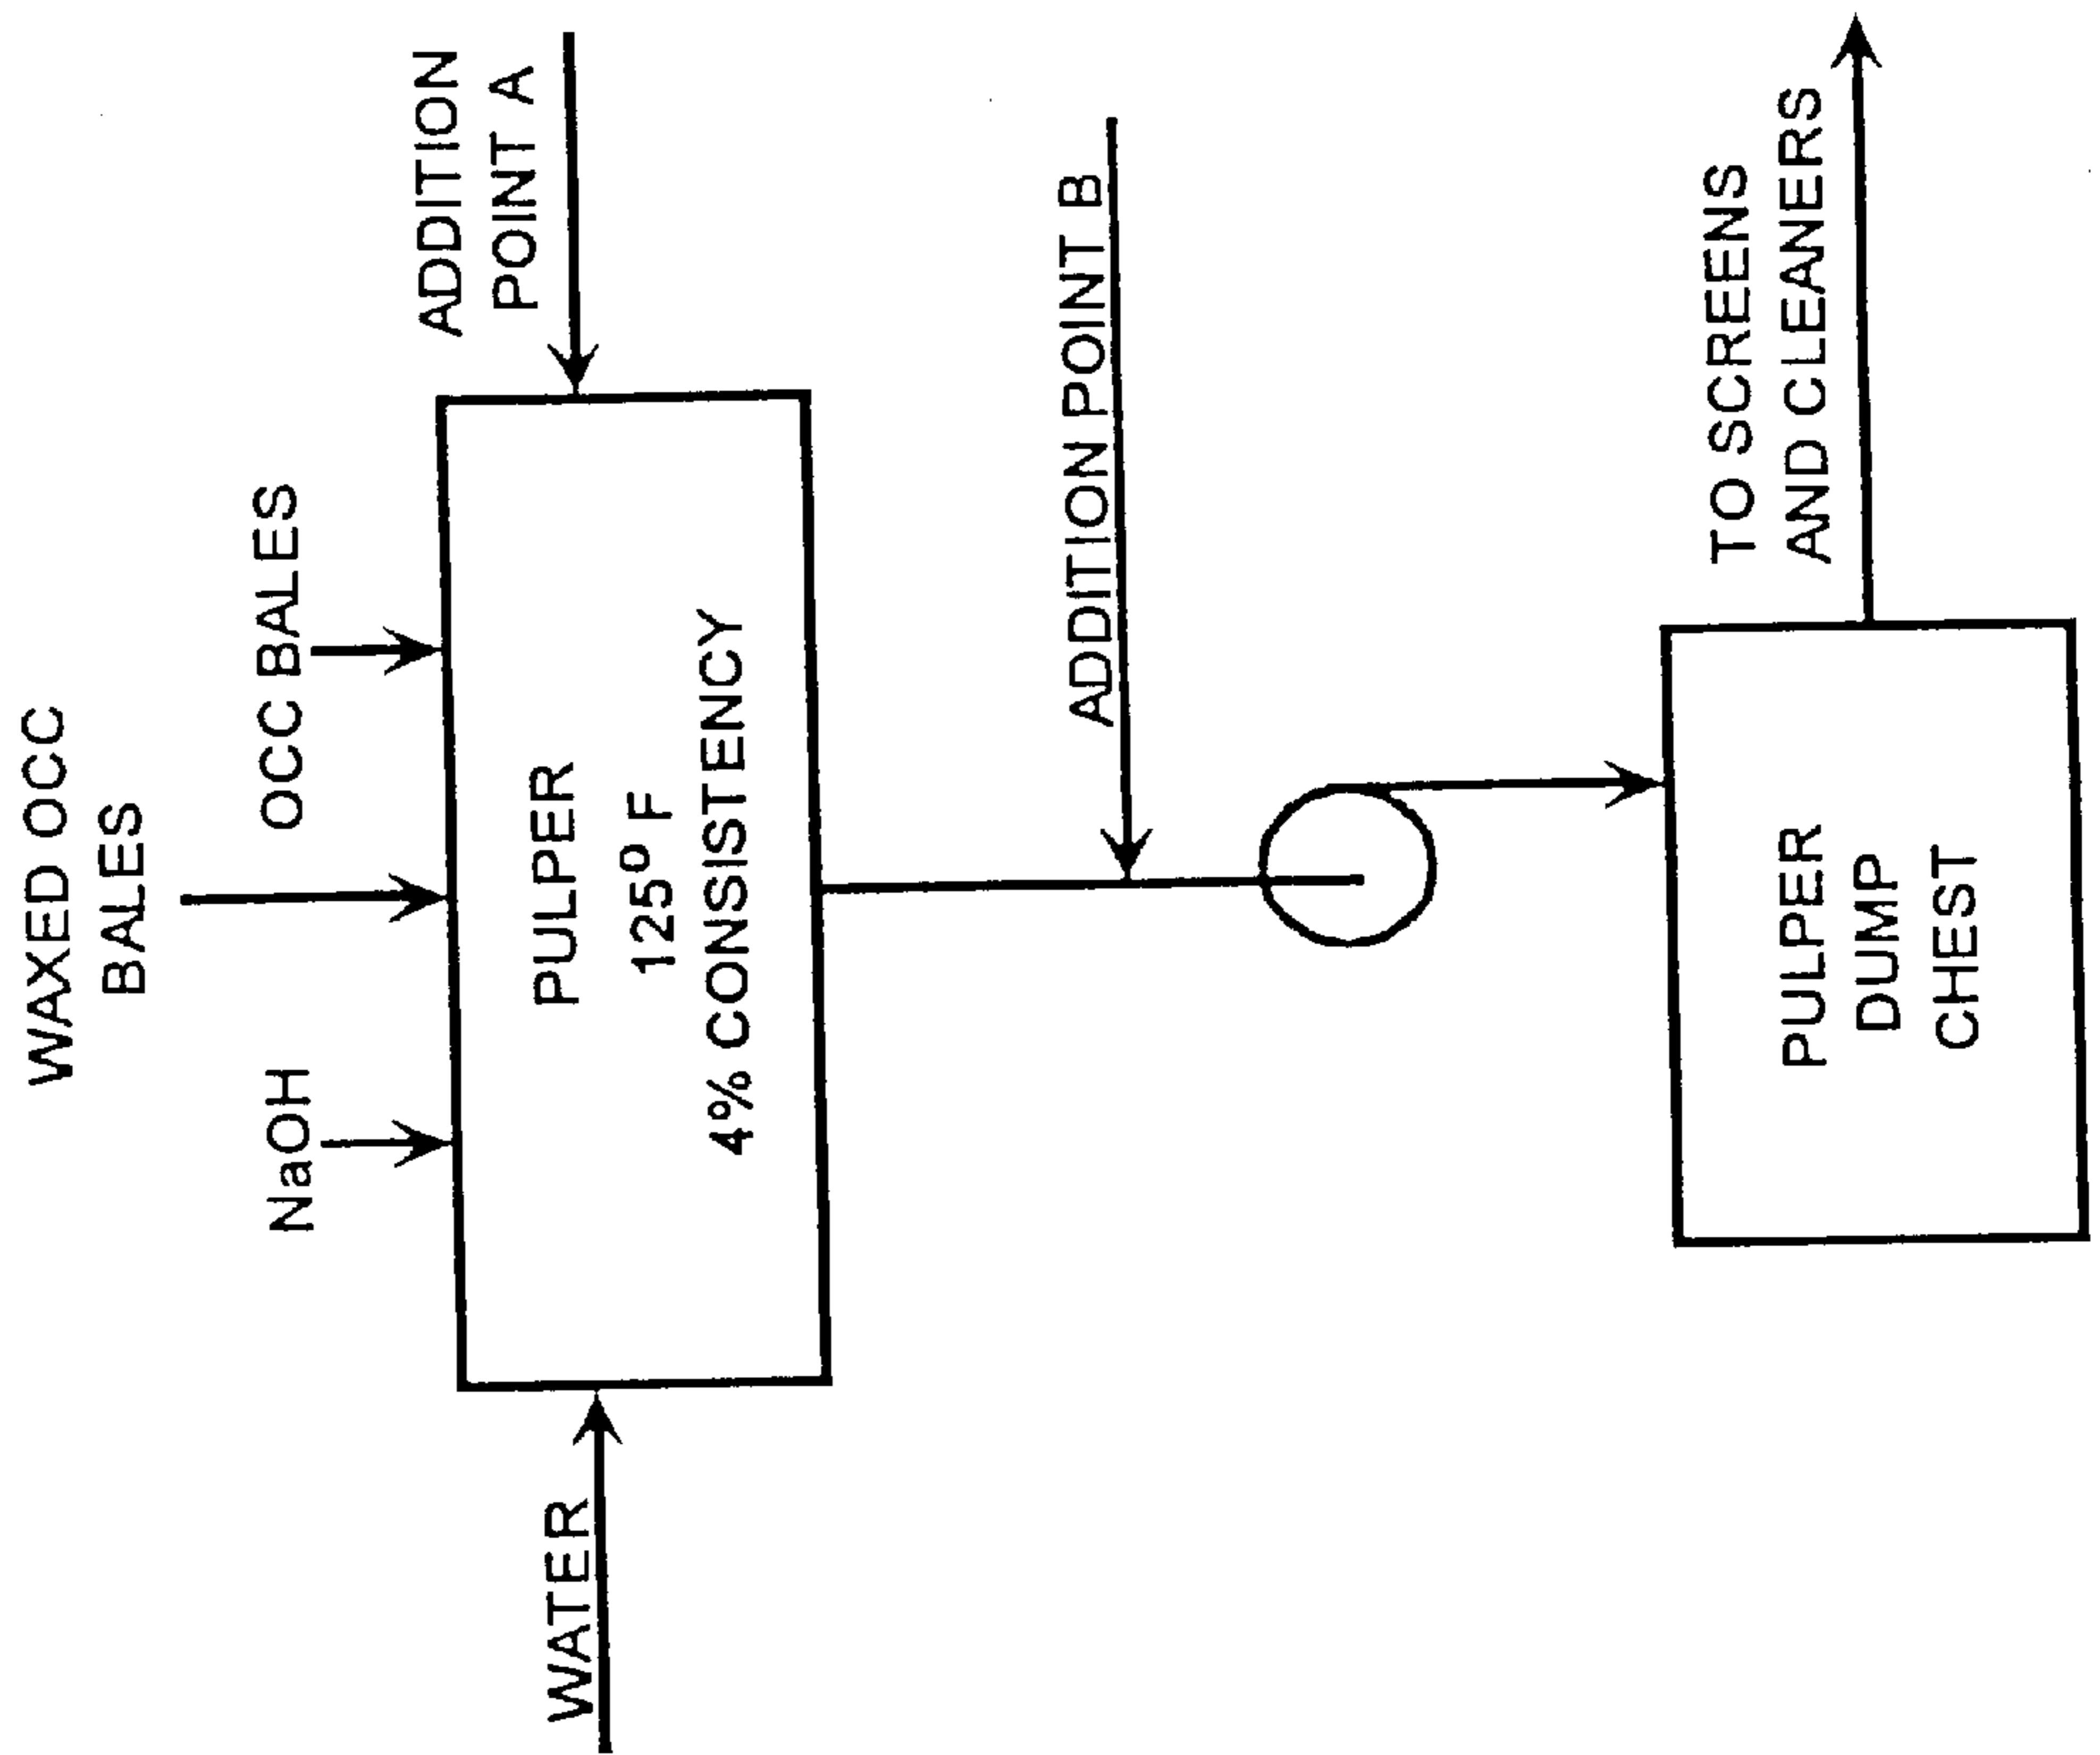 WAXED OCC
BALES
NaOH
OCC BALES
WATER
PULPER
125°F
4% CONSISTENCY
ADDITION
POINT A
ADDITION POINT B
PULPER
DUMP
CHEST
TO SCREENS
AND CLEANERS